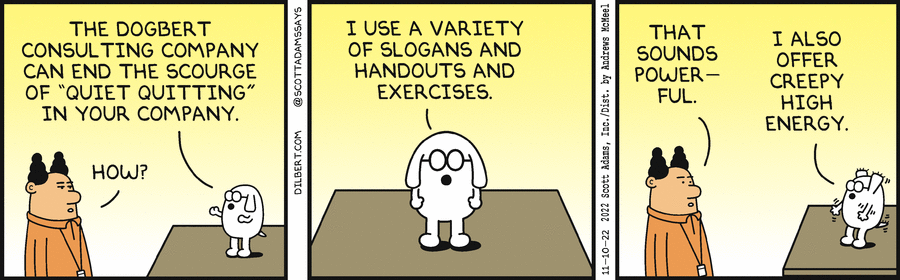 THE DOGBERT
CONSULTING COMPANY
CAN END THE SCOURGE
OF "QUIET QUITTING"
IN YOUR COMPANY.
HOW?
DILBERT.COM @SCOTTADAMSSAYS
I USE A VARIETY
OF SLOGANS AND
HANDOUTS AND
EXERCISES.
11-10-22 2022 Scott Adams, Inc./Dist. by Andrews McMeel
THAT
SOUNDS
POWER-
FUL.
I ALSO
OFFER
CREEPY
HIGH
ENERGY.